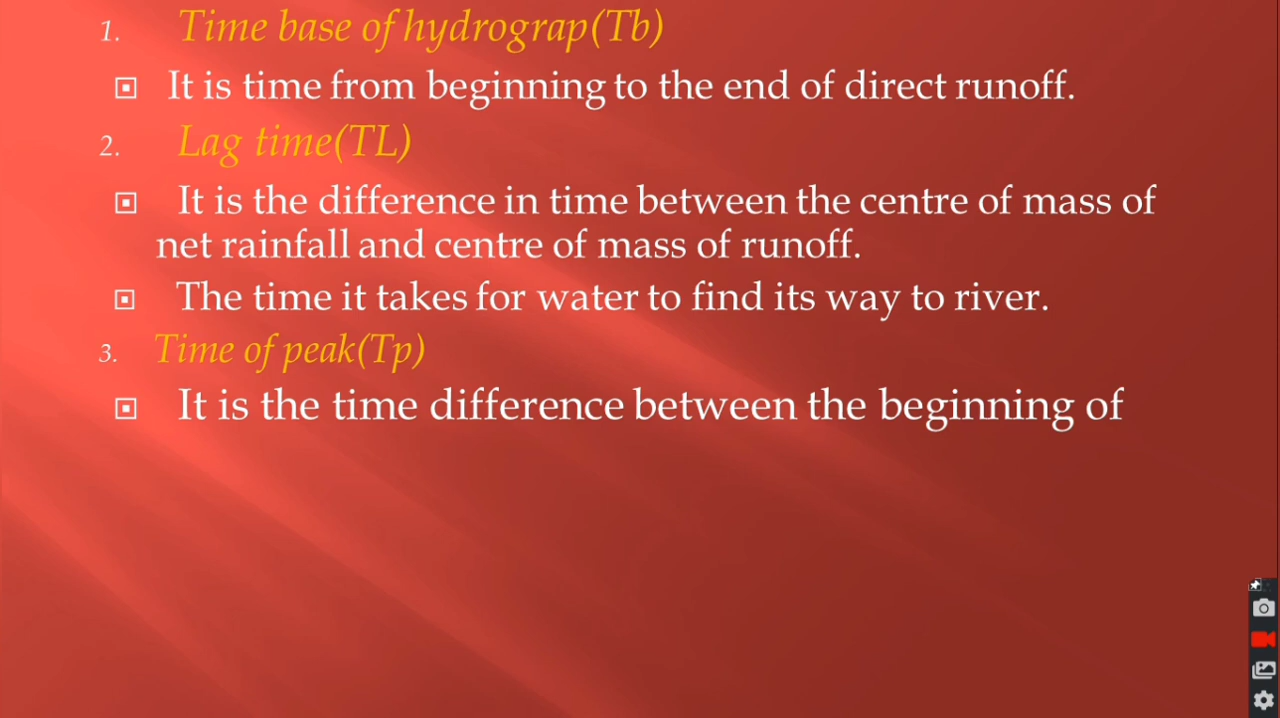 1. Time base of hydrograp(Tb)
It is time from beginning to the end of direct runoff.
2. Lag time(TL)
It is the difference in time between the centre of mass of
net rainfall and centre of mass of runoff.
The time it takes for water to find its way to river.
3. Time of peak(Tp)
It is the time difference between the beginning of